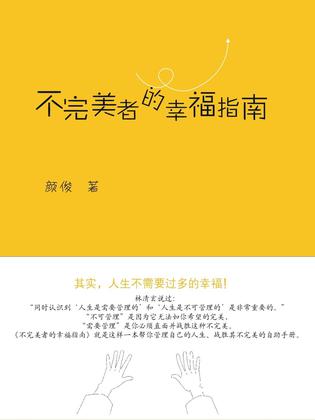 不完美者的幸福指南
颜俊 著
其实，人生不需要过多的幸福！
林清玄说过：
“同时认识到‘人生是需要管理的’和‘人生是不可管理的’是非常重要的。”
“不可管理”是因为它无法如你希望的完美，
“需要管理”是你必须直面并战胜这种不完美。
《不完美者的幸福指南》就是这样一本帮你管理自己的人生、战胜其不完美的自助手册。